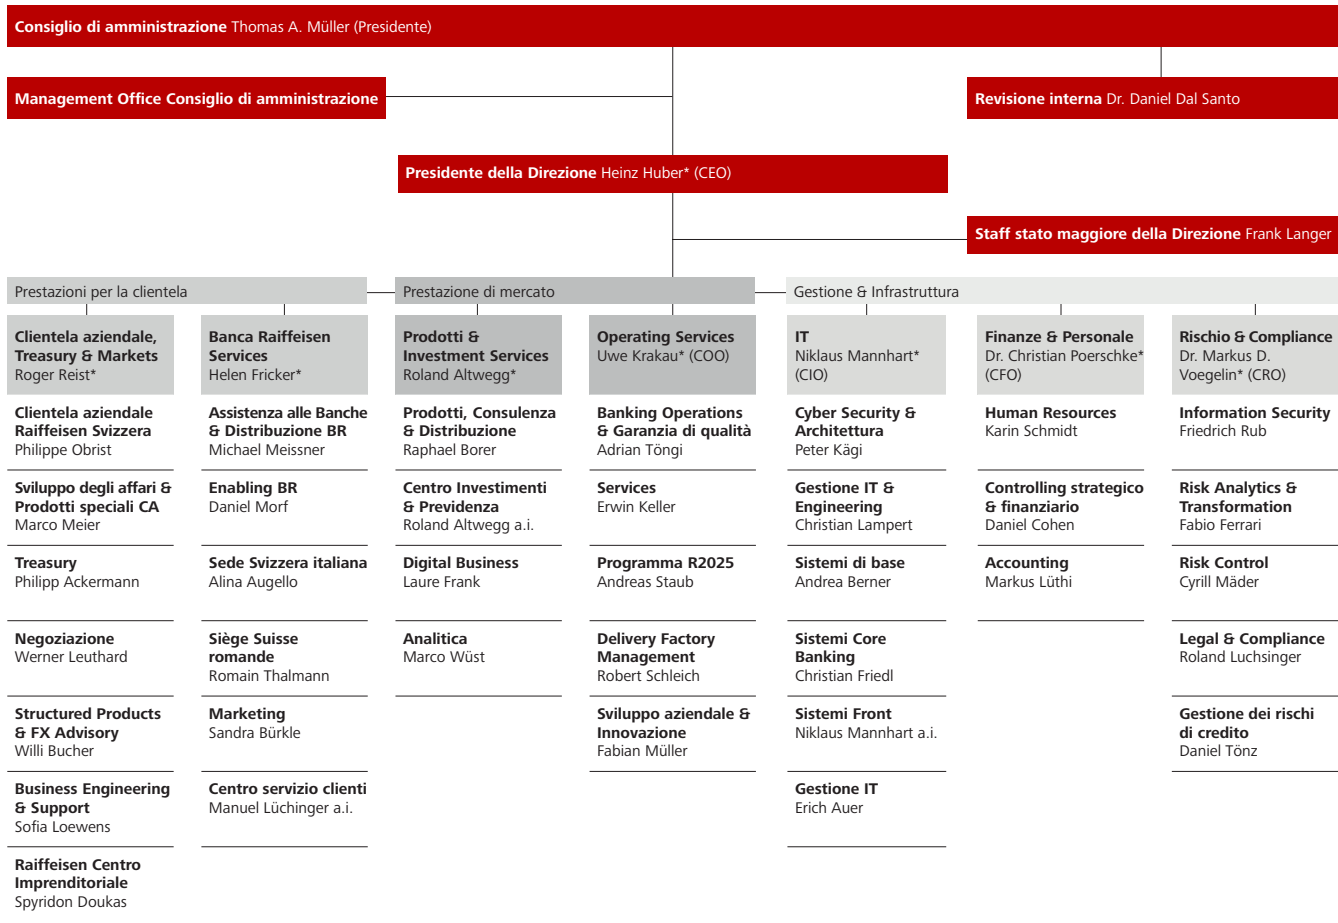 Consiglio di amministrazione Thomas A. Müller (Presidente)
Management Office Consiglio di amministrazione
Revisione interna Dr. Daniel Dal Santo
Presidente della Direzione Heinz Huber* (CEO)
Staff stato maggiore della Direzione Frank Langer
Prestazioni per la clientela
Prestazione di mercato
Gestione & Infrastruttura
Clientela aziendale,
Treasury & Markets
Roger Reist*
Clientela aziendale
Raiffeisen Svizzera
Philippe Obrist
Sviluppo degli affari &
Prodotti speciali CA
Marco Meier
Treasury
Philipp Ackermann
Negoziazione
Werner Leuthard
Structured Products
& FX Advisory
Willi Bucher
Business Engineering
& Support
Sofia Loewens
Raiffeisen Centro
Imprenditoriale
Spyridon Doukas
Banca Raiffeisen
Services
Helen Fricker*
Assistenza alle Banche
& Distribuzione BR
Michael Meissner
Enabling BR
Daniel Morf
Sede Svizzera italiana
Alina Augello
Siège Suisse
romande
Romain Thalmann
Marketing
Sandra Bürkle
Centro servizio clienti
Manuel Lüchinger a.i.
Prodotti &
Investment Services
Roland Altwegg*
Prodotti, Consulenza
& Distribuzione
Raphael Borer
Centro Investimenti
& Previdenza
Roland Altwegg a.i.
Digital Business
Laure Frank
Analitica
Marco Wüst
Operating Services
Uwe Krakau* (COO)
Banking Operations
& Garanzia di qualità
Adrian Töngi
Services
Erwin Keller
Programma R2025
Andreas Staub
Delivery Factory
Management
Robert Schleich
Sviluppo aziendale &
Innovazione
Fabian Müller
IT
Niklaus Mannhart*
(CIO)
Cyber Security &
Architettura
Peter Kägi
Gestione IT &
Engineering
Christian Lampert
Sistemi di base
Andrea Berner
Sistemi Core
Banking
Christian Friedl
Sistemi Front
Niklaus Mannhart a.i.
Gestione IT
Erich Auer
Finanze & Personale
Dr. Christian Poerschke*
(CFO)
Human Resources
Karin Schmidt
Controlling strategico
& finanziario
Daniel Cohen
Accounting
Markus Lüthi
Rischio & Compliance
Dr. Markus D.
Voegelin* (CRO)
Information Security
Friedrich Rub
Risk Analytics &
Transformation
Fabio Ferrari
Risk Control
Cyrill Mäder
Legal & Compliance
Roland Luchsinger
Gestione dei rischi
di credito
Daniel Tönz